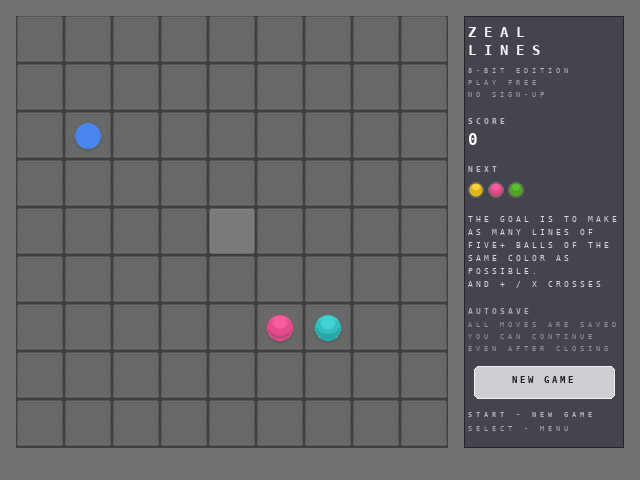 ZEAL
LINES
8-BIT EDITION
PLAY FREE
NO SIGN-UP
SCORE
0
NEXT
THE GOAL IS TO MAKE
AS MANY LINES OF
FIVE+ BALLS OF THE
SAME COLOR AS
POSSIBLE.
AND + / X CROSSES
AUTOSAVE
ALL MOVES ARE SAVED
YOU CAN CONTINUE
EVEN AFTER CLOSING
NEW GAME
START - NEW GAME
SELECT - MENU